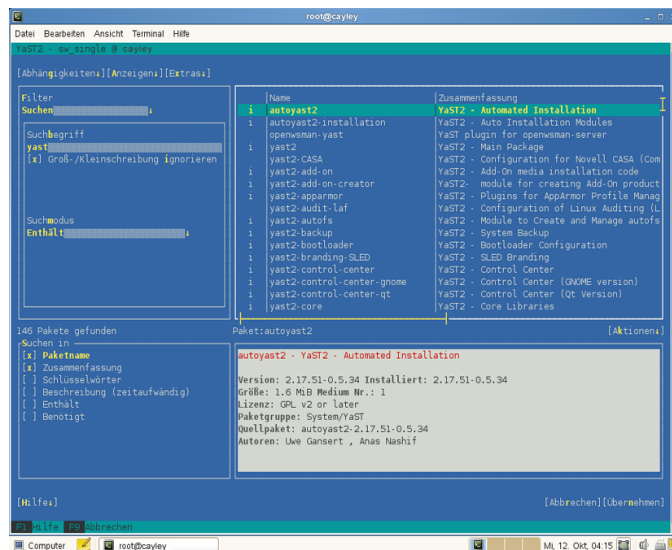 root@cayley
Datei Bearbeiten Ansicht Terminal Hilfe
YaST2 - sw_single @ cayley
[Abhängigkeiten↓][Anzeigen↓][Extras↓]
Filter
Suchen ↓
Suchbegriff
yast
[x] Groß-/Kleinschreibung ignorieren
Suchmodus
Enthält ↓
Name Zusammenfassung
i autoyast2 YaST2 - Automated Installation
i autoyast2-installation YaST2 - Auto Installation Modules
openwsman-yast YaST plugin for openwsman-server
i yast2 YaST2 - Main Package
yast2-CASA YaST2 - Configuration for Novell CASA (Com
i yast2-add-on YaST2 - Add-On media installation code
i yast2-add-on-creator YaST2- module for creating Add-On product
i yast2-apparmor YaST2 - Plugins for AppArmor Profile Manag
yast2-audit-laf YaST2 - Configuration of Linux Auditing (L
i yast2-autofs YaST2 - Module to Create and Manage autofs
i yast2-backup YaST2 - System Backup
i yast2-bootloader YaST2 - Bootloader Configuration
i yast2-branding-SLED YaST2 - SLED Branding
i yast2-control-center YaST2 - Control Center
i yast2-control-center-gnome YaST2 - Control Center (GNOME version)
i yast2-control-center-qt YaST2 - Control Center (Qt Version)
i yast2-core YaST2 - Core Libraries
146 Pakete gefunden
Paket:autoyast2 [Aktionen↓]
Suchen in
[x] Paketname
[x] Zusammenfassung
[ ] Schlüsselwörter
[ ] Beschreibung (zeitaufwändig)
[ ] Enthält
[ ] Benötigt
autoyast2 - YaST2 - Automated Installation
Version: 2.17.51-0.5.34 Installiert: 2.17.51-0.5.34
Größe: 1.6 MiB Medium Nr.: 1
Lizenz: GPL v2 or later
Paketgruppe: System/YaST
Quellpaket: autoyast2-2.17.51-0.5.34
Autoren: Uwe Gansert , Anas Nashif
[Hilfe↓] [Abbrechen][Übernehmen]
F1 Hilfe F9 Abbrechen
Computer root@cayley Mi, 12. Okt, 04:15